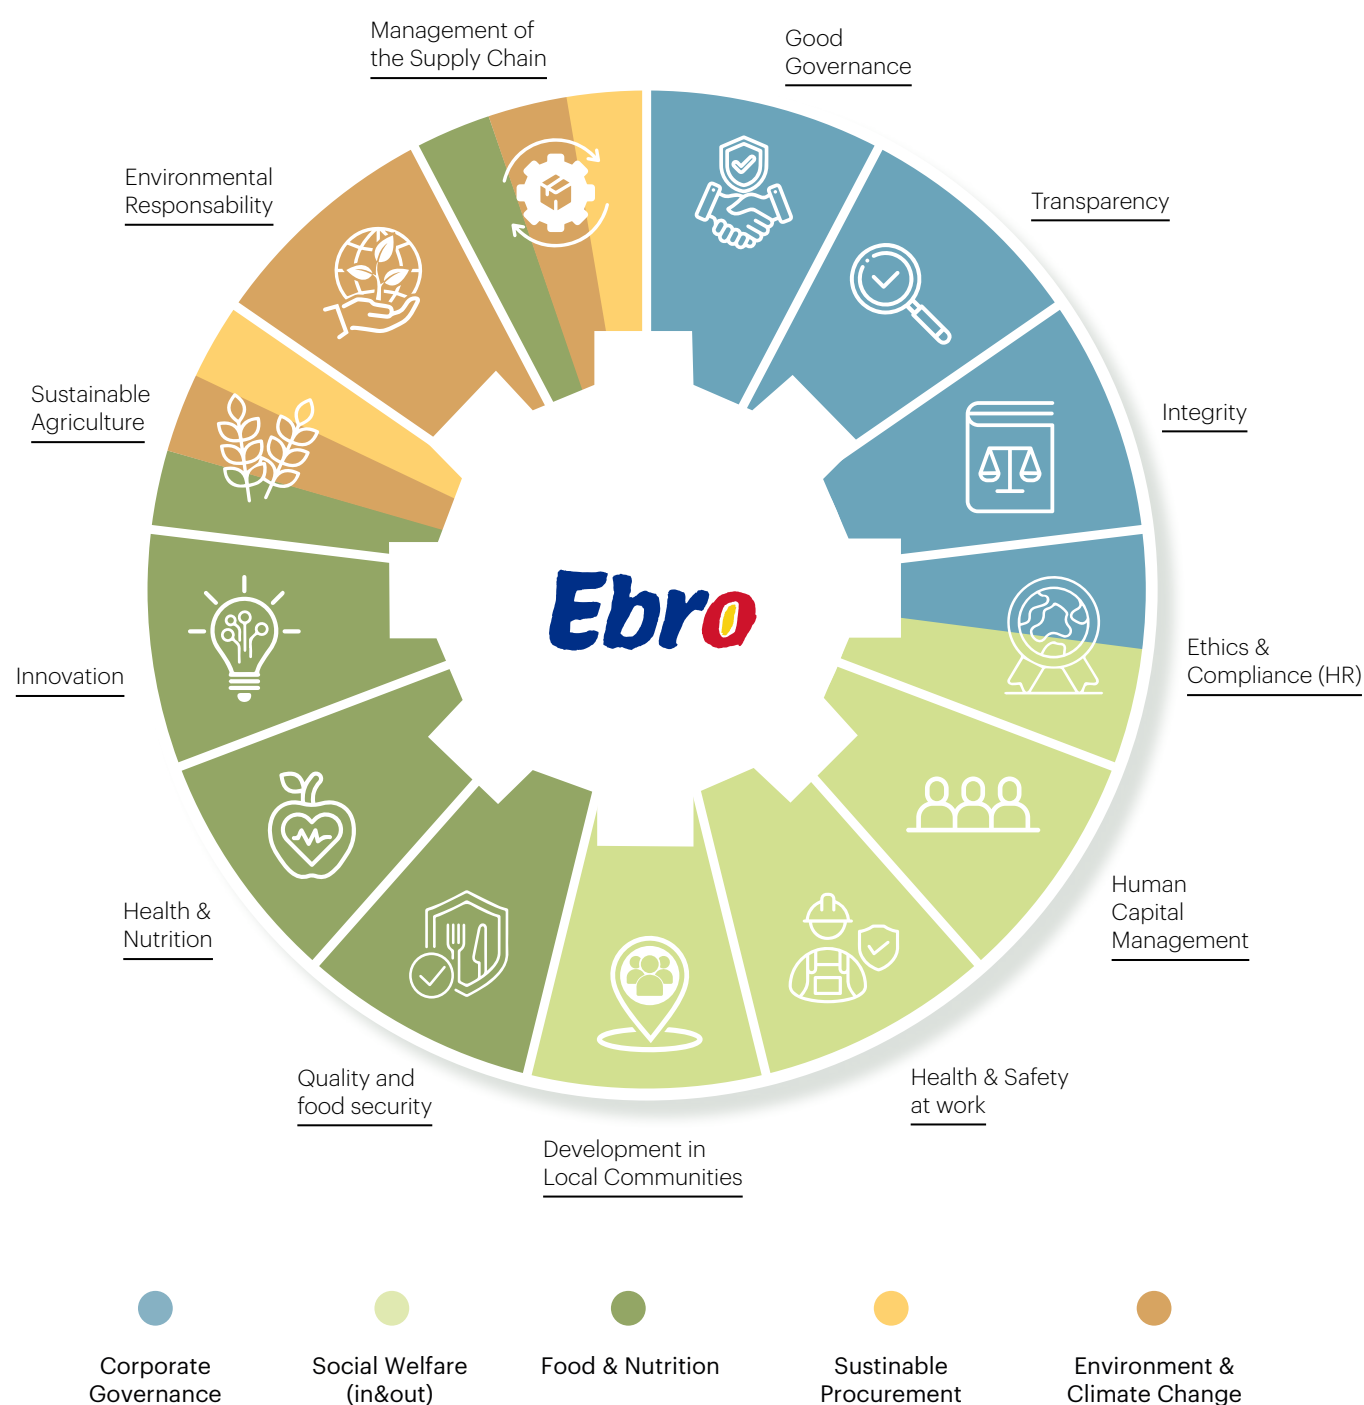 Management of
the Supply Chain
Good
Governance
Environmental
Responsability
Transparency
Sustainable
Agriculture
Integrity
Ebro
Innovation
Ethics &
Compliance (HR)
Health &
Nutrition
Human
Capital
Management
Quality and
food security
Health & Safety
at work
Development in
Local Communities
Corporate
Governance
Social Welfare
(in&out)
Food & Nutrition
Sustinable
Procurement
Environment &
Climate Change